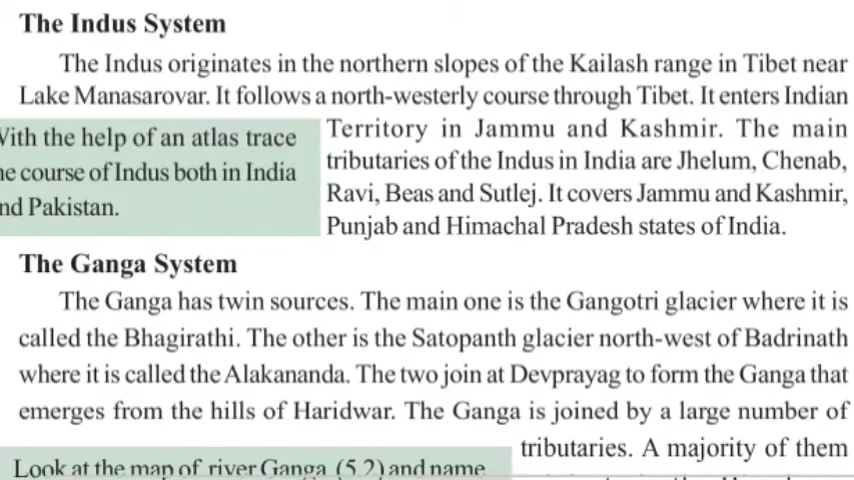 The Indus System
The Indus originates in the northern slopes of the Kailash range in Tibet near
Lake Manasarovar. It follows a north-westerly course through Tibet. It enters Indian
Territory in Jammu and Kashmir. The main
tributaries of the Indus in India are Jhelum, Chenab,
Ravi, Beas and Sutlej. It covers Jammu and Kashmir,
Punjab and Himachal Pradesh states of India.
With the help of an atlas trace
he course of Indus both in India
nd Pakistan.
The Ganga System
The Ganga has twin sources. The main one is the Gangotri glacier where it is
called the Bhagirathi. The other is the Satopanth glacier north-west of Badrinath
where it is called the Alakananda. The two join at Devprayag to form the Ganga that
emerges from the hills of Haridwar. The Ganga is joined by a large number of
tributaries. A majority of them
Look at the map of river Ganga (5.2) and name